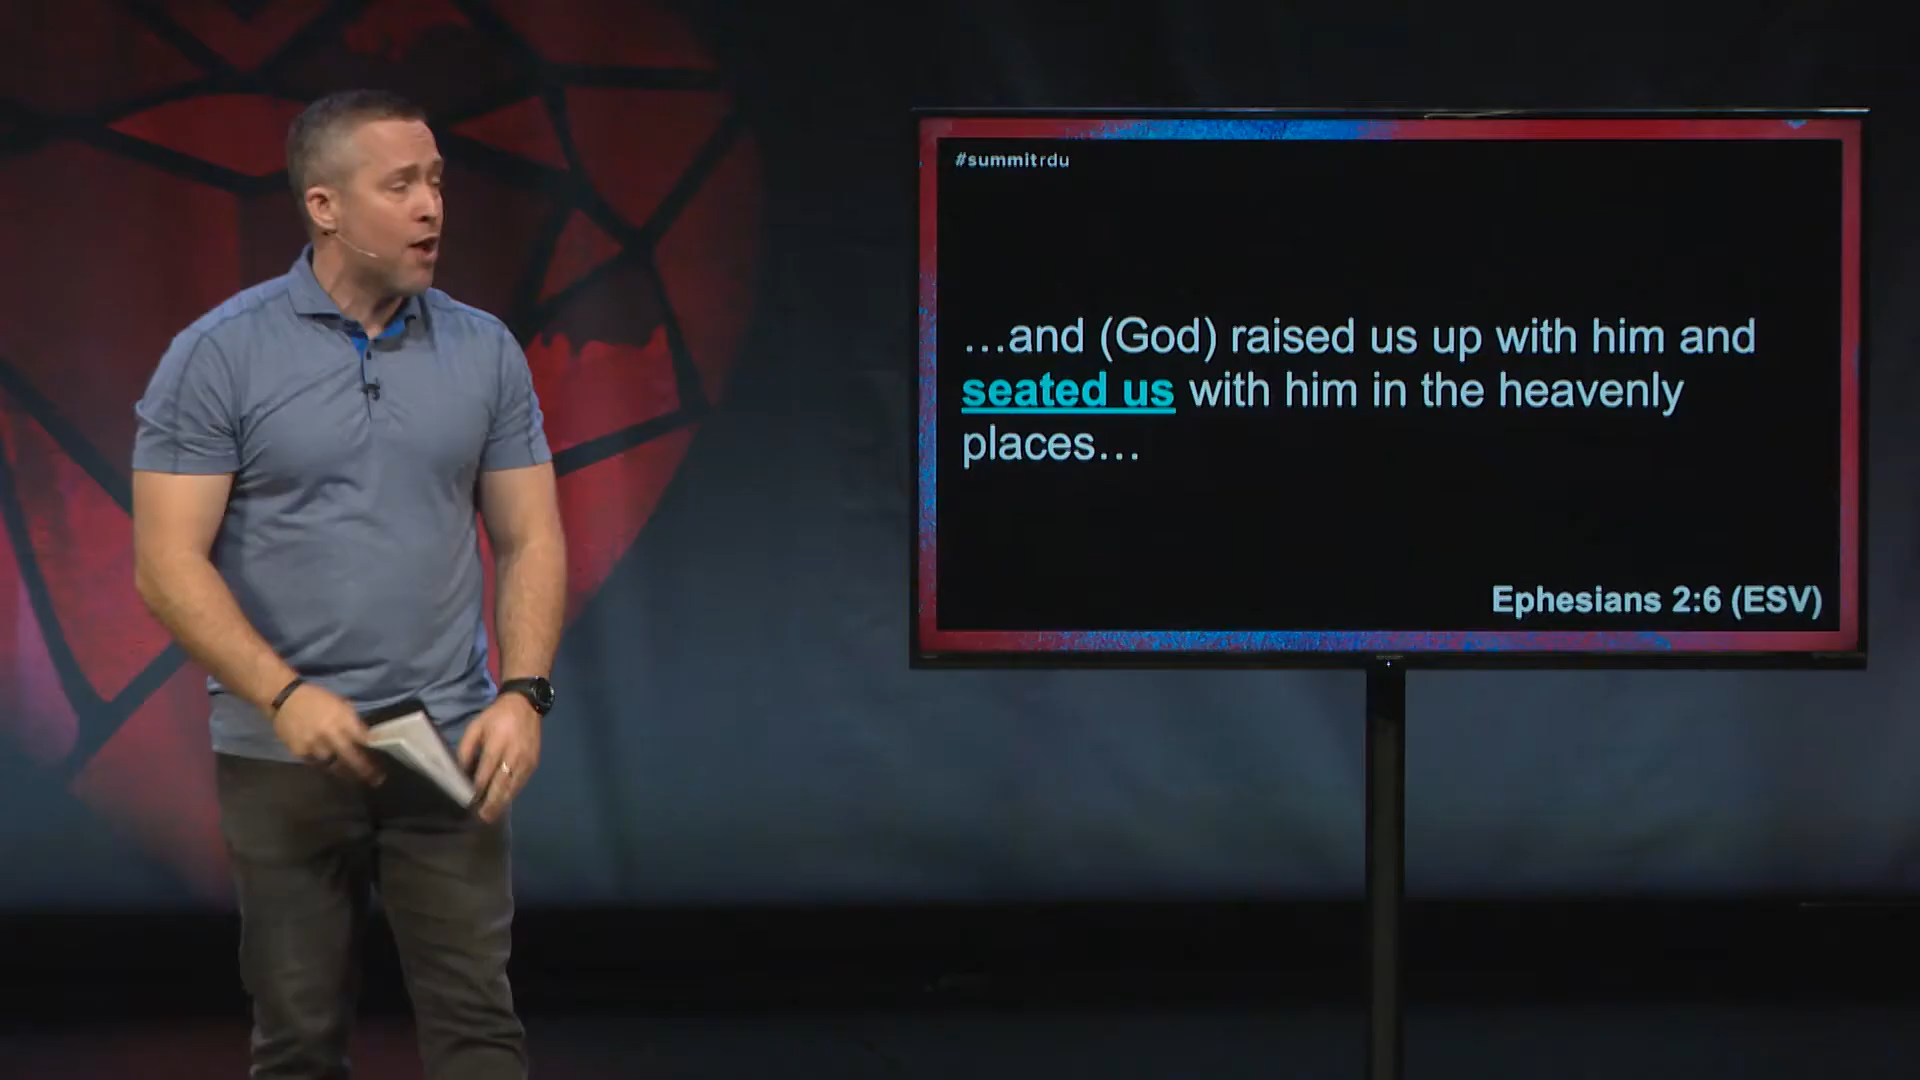 #summitrdu
…and (God) raised us up with him and
seated us with him in the heavenly
places…
Ephesians 2:6 (ESV)